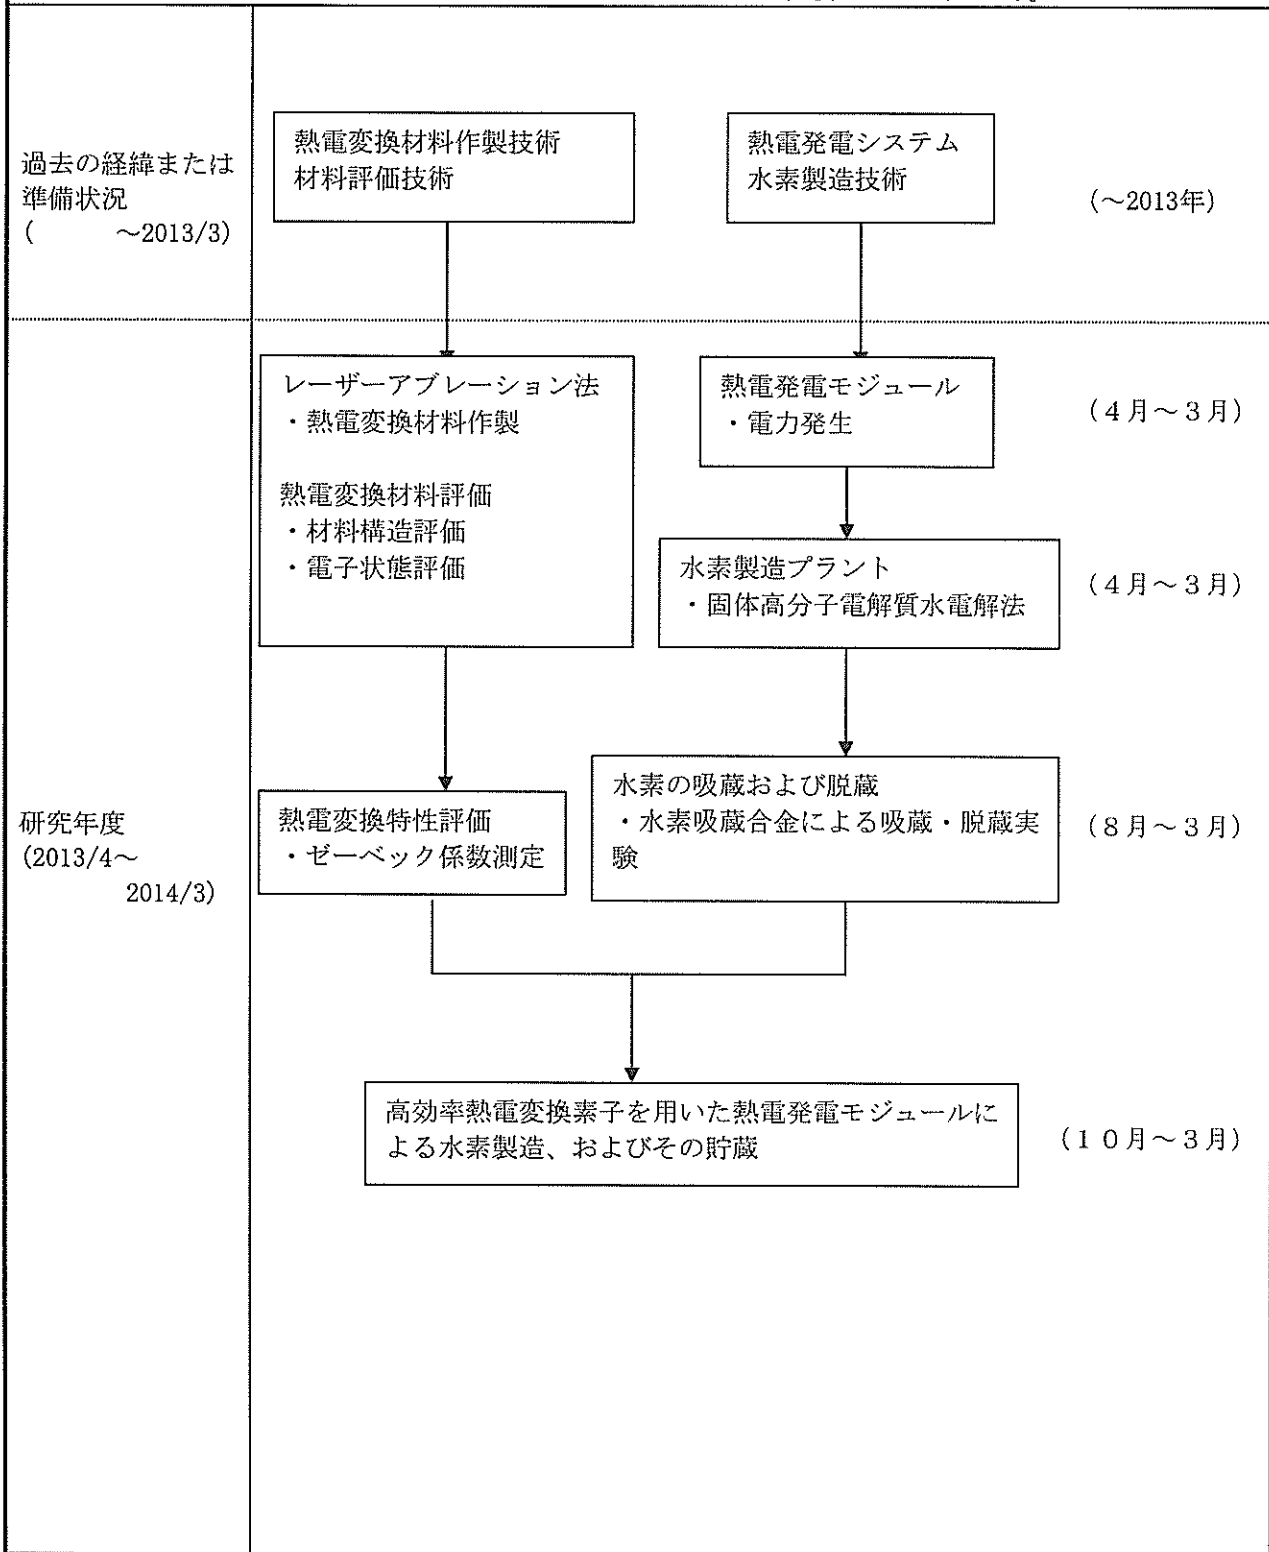 過去の経緯または
準備状況
(　　～2013/3)
熱電変換材料作製技術
材料評価技術
熱電発電システム
水素製造技術
(～2013年)
研究年度
(2013/4～
2014/3)
レーザーアブレーション法
・熱電変換材料作製
熱電変換材料評価
・材料構造評価
・電子状態評価
熱電発電モジュール
・電力発生
(４月～３月)
水素製造プラント
・固体高分子電解質水電解法
(４月～３月)
熱電変換特性評価
・ゼーベック係数測定
水素の吸蔵および脱蔵
・水素吸蔵合金による吸蔵・脱蔵実
験
(８月～３月)
高効率熱電変換素子を用いた熱電発電モジュールに
よる水素製造、およびその貯蔵
(１０月～３月)